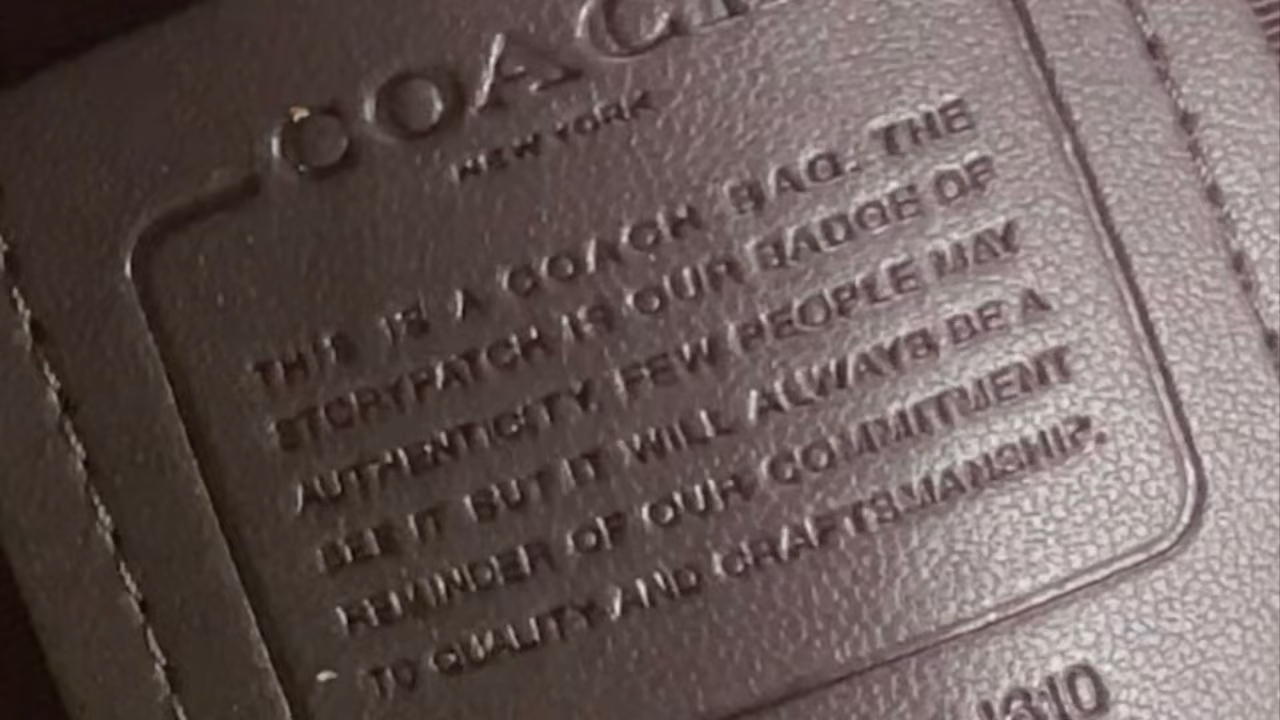 COACH
NEW YORK
THIS IS A COACH BAG. THE
STORYPATCH IS OUR BADGE OF
AUTHENTICITY. FEW PEOPLE MAY
SEE IT BUT IT WILL ALWAYS BE A
REMINDER OF OUR COMMITMENT
TO QUALITY AND CRAFTSMANSHIP.